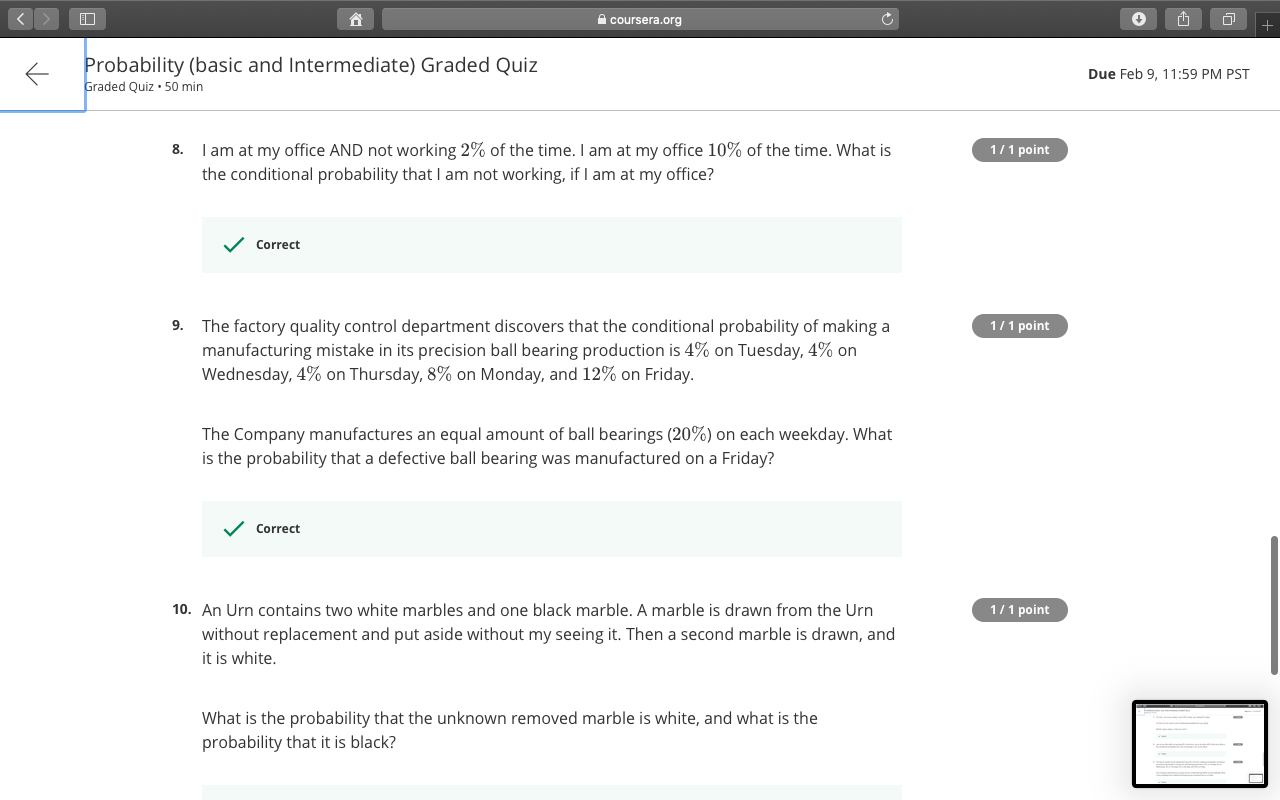 coursera.org
Probability (basic and Intermediate) Graded Quiz
Graded Quiz • 50 min
Due Feb 9, 11:59 PM PST
8. I am at my office AND not working 2% of the time. I am at my office 10% of the time. What is
the conditional probability that I am not working, if I am at my office?
1 / 1 point
Correct
9. The factory quality control department discovers that the conditional probability of making a
manufacturing mistake in its precision ball bearing production is 4% on Tuesday, 4% on
Wednesday, 4% on Thursday, 8% on Monday, and 12% on Friday.
1 / 1 point
The Company manufactures an equal amount of ball bearings (20%) on each weekday. What
is the probability that a defective ball bearing was manufactured on a Friday?
Correct
10. An Urn contains two white marbles and one black marble. A marble is drawn from the Urn
without replacement and put aside without my seeing it. Then a second marble is drawn, and
it is white.
1 / 1 point
What is the probability that the unknown removed marble is white, and what is the
probability that it is black?